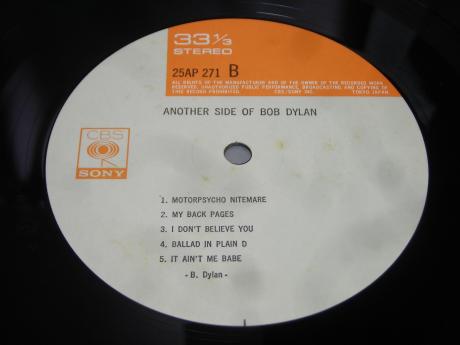 33 1/3
STEREO
25AP 271 B
ALL RIGHTS OF THE MANUFACTURER AND OF THE OWNER OF THE RECORDED WORK
RESERVED. UNAUTHORIZED PUBLIC PERFORMANCE, BROADCASTING AND COPYING OF
THIS RECORD PROHIBITED. CBS/SONY INC. TOKYO JAPAN.
ANOTHER SIDE OF BOB DYLAN
CBS
SONY
1. MOTORPSYCHO NITEMARE
2. MY BACK PAGES
3. I DON'T BELIEVE YOU
4. BALLAD IN PLAIN D
5. IT AIN'T ME BABE
- B. Dylan -